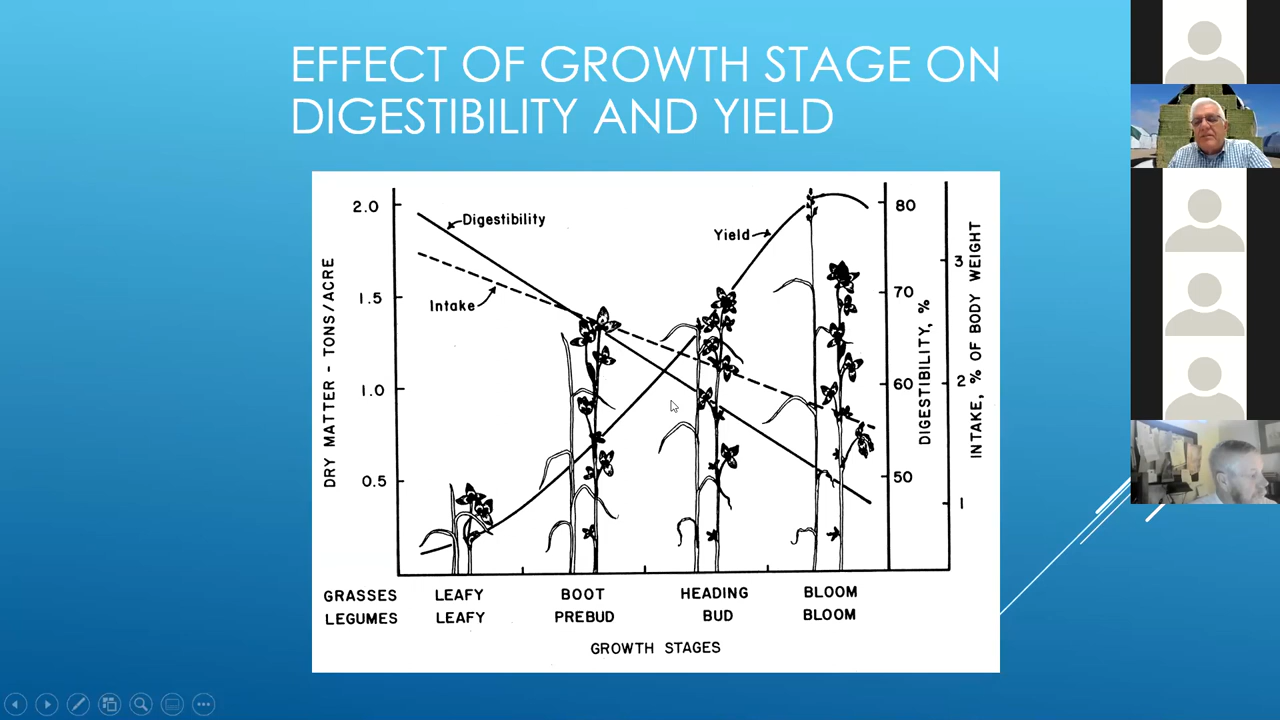 EFFECT OF GROWTH STAGE ON
DIGESTIBILITY AND YIELD
DRY MATTER - TONS/ACRE
2.0
1.5
1.0
0.5
Digestibility
Intake
Yield
80
70
60
50
DIGESTIBILITY, %
3
2
1
INTAKE, % OF BODY WEIGHT
GRASSES LEAFY BOOT HEADING BLOOM
LEGUMES LEAFY PREBUD BUD BLOOM
GROWTH STAGES